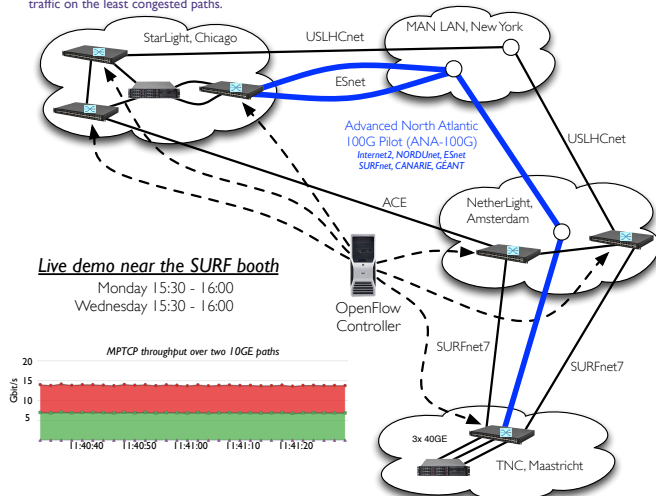 traffic on the least congested paths.
StarLight, Chicago
USLHCnet
MAN LAN, New York
ESnet
Advanced North Atlantic
100G Pilot (ANA-100G)
Internet2, NORDUnet, ESnet
SURFnet, CANARIE, GÉANT
USLHCnet
ACE
NetherLight,
Amsterdam
Live demo near the SURF booth
Monday 15:30 - 16:00
Wednesday 15:30 - 16:00
OpenFlow
Controller
SURFnet7
SURFnet7
MPTCP throughput over two 10GE paths
Gbit/s
20
15
10
5
11:40:40 11:40:50 11:41:00 11:41:10 11:41:20
3x 40GE
TNC, Maastricht